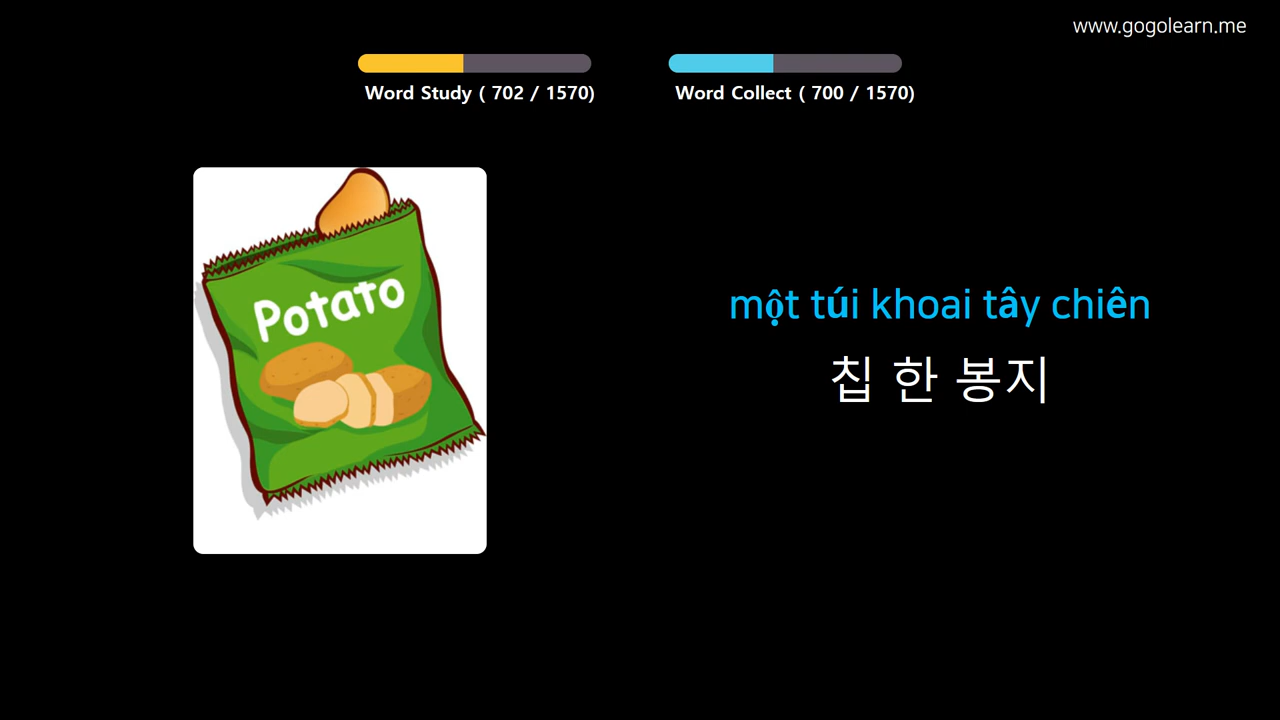 www.gogolearn.me
Word Study ( 702 / 1570)
Word Collect ( 700 / 1570)
Potato
một túi khoai tây chiên
칩 한 봉지